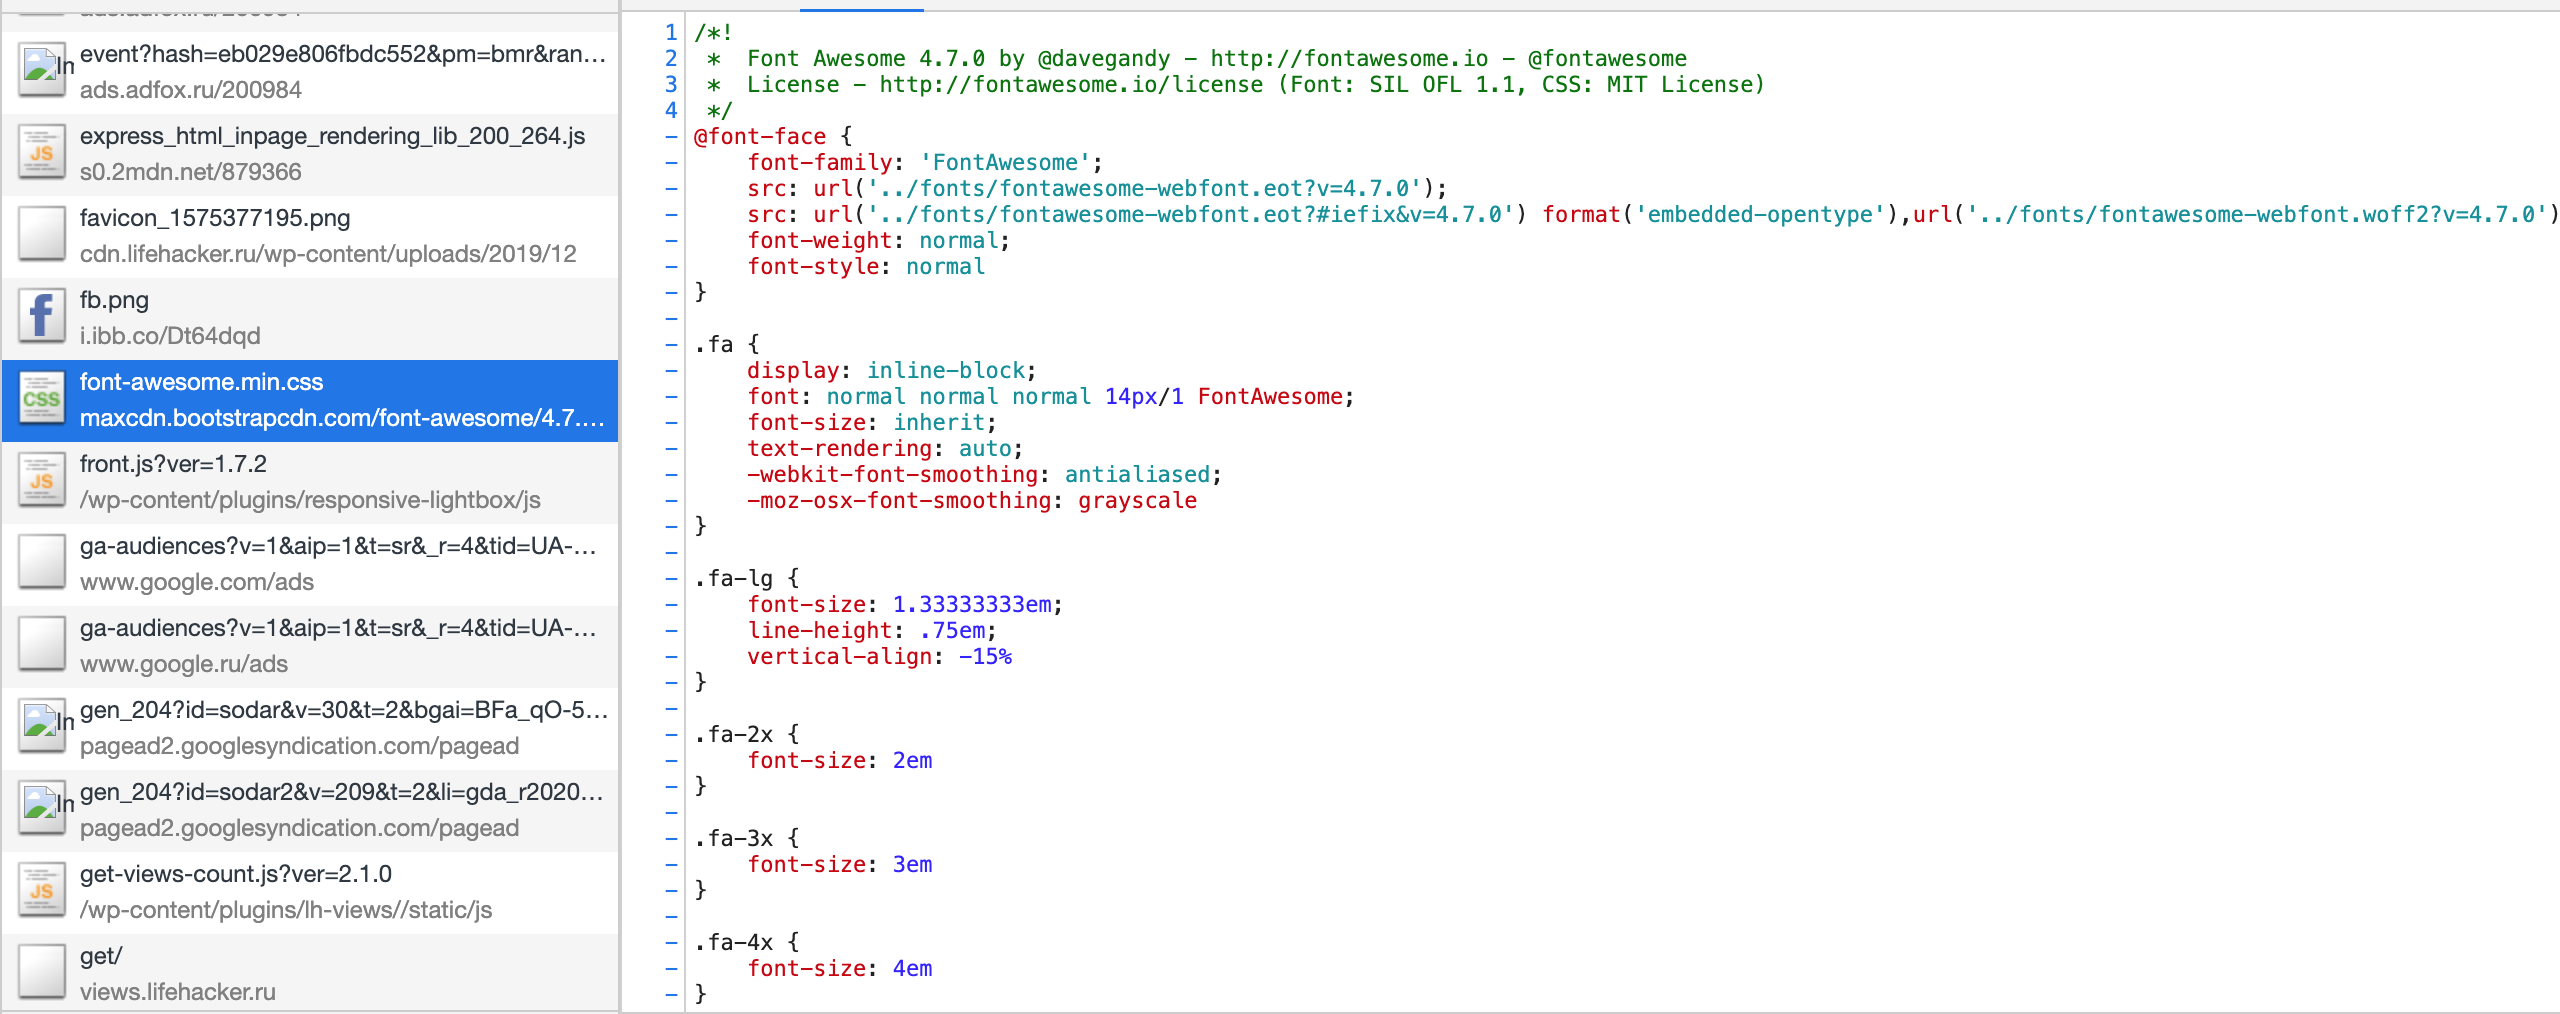 event?hash=eb029e806fbdc552&pm=bmr&ran…
ads.adfox.ru/200984
express_html_inpage_rendering_lib_200_264.js
s0.2mdn.net/879366
favicon_1575377195.png
cdn.lifehacker.ru/wp-content/uploads/2019/12
fb.png
i.ibb.co/Dt64dqd
font-awesome.min.css
maxcdn.bootstrapcdn.com/font-awesome/4.7.…
front.js?ver=1.7.2
/wp-content/plugins/responsive-lightbox/js
ga-audiences?v=1&aip=1&t=sr&_r=4&tid=UA-…
www.google.com/ads
ga-audiences?v=1&aip=1&t=sr&_r=4&tid=UA-…
www.google.ru/ads
gen_204?id=sodar&v=30&t=2&bgai=BFa_qO-5…
pagead2.googlesyndication.com/pagead
gen_204?id=sodar2&v=209&t=2&li=gda_r2020…
pagead2.googlesyndication.com/pagead
get-views-count.js?ver=2.1.0
/wp-content/plugins/lh-views//static/js
get/
views.lifehacker.ru
1 /*!
2 *  Font Awesome 4.7.0 by @davegandy - http://fontawesome.io - @fontawesome
3 *  License - http://fontawesome.io/license (Font: SIL OFL 1.1, CSS: MIT License)
4 */
- @font-face {
-     font-family: 'FontAwesome';
-     src: url('../fonts/fontawesome-webfont.eot?v=4.7.0');
-     src: url('../fonts/fontawesome-webfont.eot?#iefix&v=4.7.0') format('embedded-opentype'),url('../fonts/fontawesome-webfont.woff2?v=4.7.0')
-     font-weight: normal;
-     font-style: normal
- }
-
- .fa {
-     display: inline-block;
-     font: normal normal normal 14px/1 FontAwesome;
-     font-size: inherit;
-     text-rendering: auto;
-     -webkit-font-smoothing: antialiased;
-     -moz-osx-font-smoothing: grayscale
- }
-
- .fa-lg {
-     font-size: 1.33333333em;
-     line-height: .75em;
-     vertical-align: -15%
- }
-
- .fa-2x {
-     font-size: 2em
- }
-
- .fa-3x {
-     font-size: 3em
- }
-
- .fa-4x {
-     font-size: 4em
- }